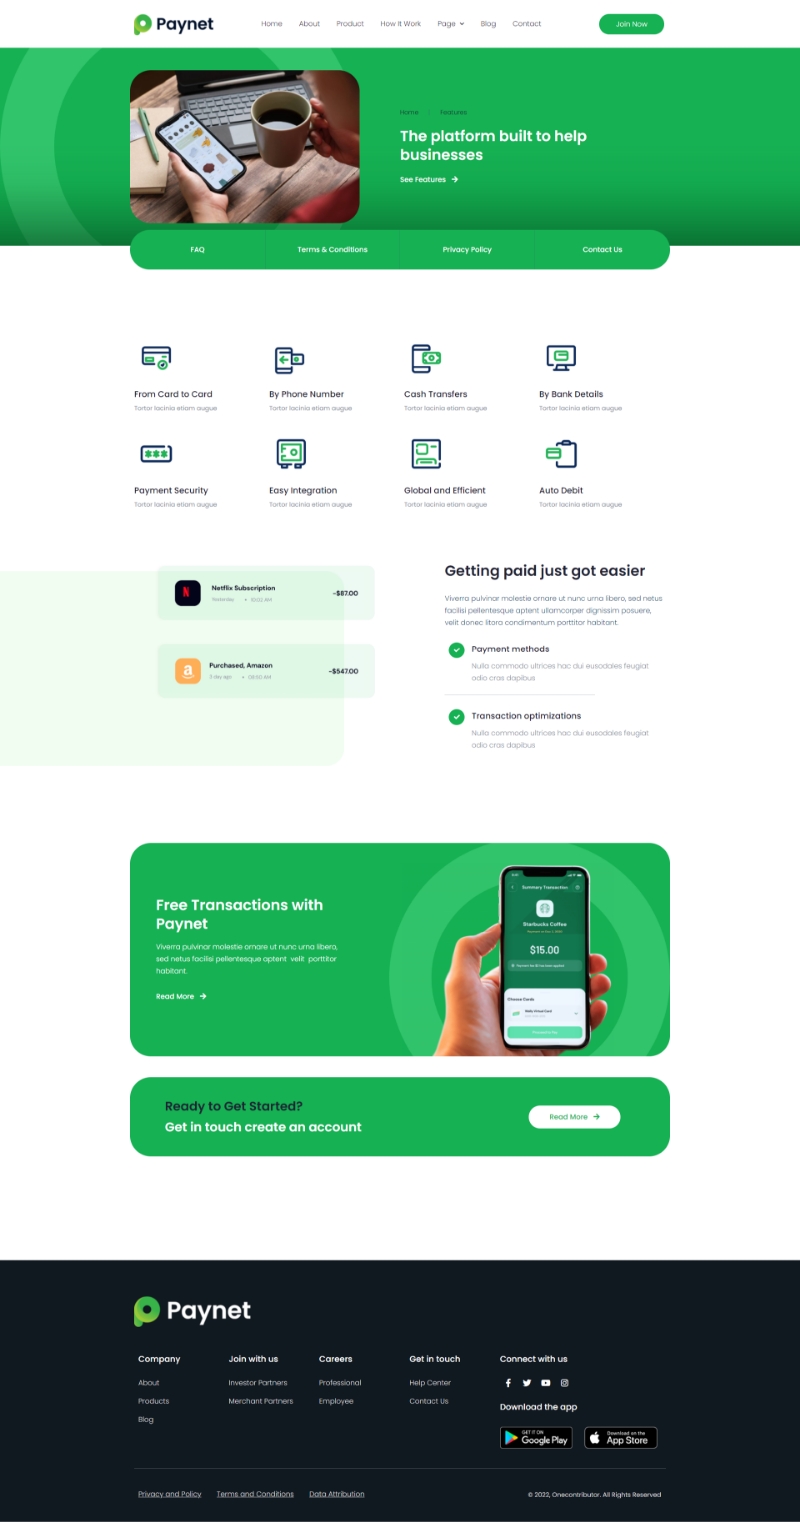 Paynet
Home About Product How It Work Page Blog Contact
Join Now
Home Features
The platform built to help
businesses
See Features
FAQ Terms & Conditions Privacy Policy Contact Us
From Card to Card By Phone Number Cash Transfers By Bank Details
Tortor lacinia etiam augue Tortor lacinia etiam augue Tortor lacinia etiam augue Tortor lacinia etiam augue
Payment Security Easy Integration Global and Efficient Auto Debit
Tortor lacinia etiam augue Tortor lacinia etiam augue Tortor lacinia etiam augue Tortor lacinia etiam augue
N
Netflix Subscription
Yesterday
-$87.00
a
Purchased, Amazon
-$547.00
Getting paid just got easier
Viverra pulvinar molestie ornare ut nunc urna libero, sed netus
facilisi pellentesque aptent ullamcorper dignissim posuere,
velit donec litora condimentum porttitor habitant.
Payment methods
Nulla commodo ultrices hac dui eusodales feugiat
odio cras dapibus
Transaction optimizations
Nulla commodo ultrices hac dui eusodales feugiat
odio cras dapibus
Free Transactions with
Paynet
Viverra pulvinar molestie ornare ut nunc urna libero,
sed netus facilisi pellentesque aptent velit porttitor
habitant.
Read More
Summary Transaction
Starbucks Coffee
$15.00
Choose Cards
Ready to Get Started?
Get in touch create an account
Read More
Paynet
Company
About
Products
Blog
Join with us
Investor Partners
Merchant Partners
Careers
Professional
Employee
Get in touch
Help Center
Contact Us
Connect with us
Download the app
GET IT ON
Google Play
Download on the
App Store
Privacy and Policy Terms and Conditions Data Attribution
© 2022, Onecontributor. All Rights Reserved